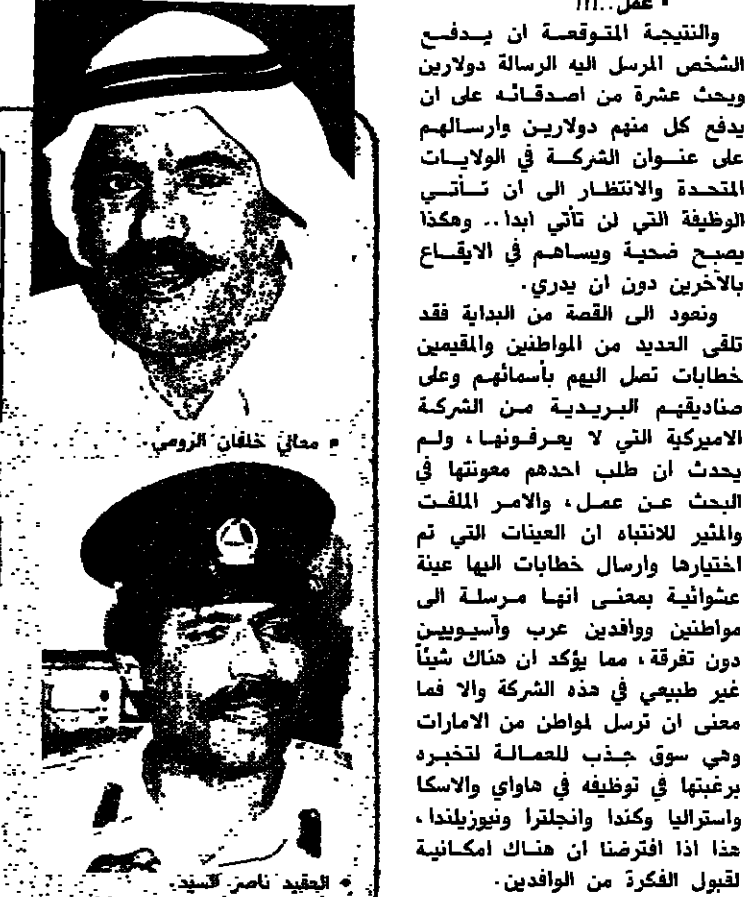 • عمل..!!!
والنتيجة المتوقعة ان يدفع
الشخص المرسل اليه الرسالة دولارين
ويحث عشرة من اصدقائه على ان
يدفع كل منهم دولارين وارسالهم
على عنوان الشركة في الولايات
المتحدة والانتظار الى ان تأتي
الوظيفة التي لن تأتي ابدا.. وهكذا
يصبح ضحية ويساهم في الايقاع
بالآخرين دون ان يدري.
ونعود الى القصة من البداية فقد
تلقى العديد من المواطنين والمقيمين
خطابات تصل اليهم بأسمائهم وعلى
صناديقهم البريدية من الشركة
الاميركية التي لا يعرفونها، ولم
يحدث ان طلب احدهم معونتها في
البحث عن عمل، والامر الملفت
والمثير للانتباه ان العينات التي تم
اختيارها وارسال خطابات اليها عينة
عشوائية بمعنى انها مرسلة الى
مواطنين ووافدين عرب وآسيويين
دون تفرقة، مما يؤكد ان هناك شيئاً
غير طبيعي في هذه الشركة والا فما
معنى ان ترسل لمواطن من الامارات
وهي سوق جذب للعمالة لتخبره
برغبتها في توظيفه في هاواي والاسكا
واستراليا وكندا وانجلترا ونيوزيلندا،
هذا اذا افترضنا ان هناك امكانية
لقبول الفكرة من الوافدين.
• معالي خلفان الرومي
• العقيد ناصر السيد